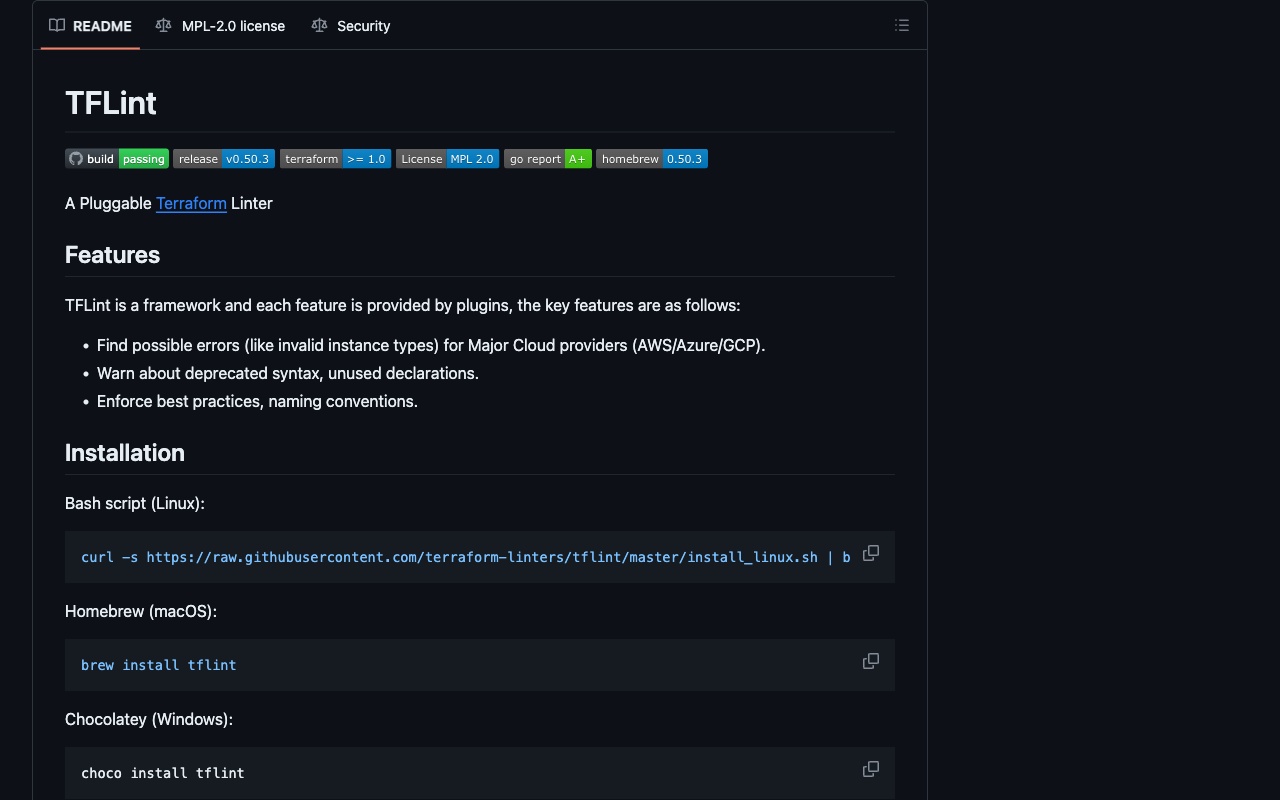 README MPL-2.0 license Security
TFLint
build passing release v0.50.3 terraform >= 1.0 License MPL 2.0 go report A+ homebrew 0.50.3
A Pluggable Terraform Linter
Features
TFLint is a framework and each feature is provided by plugins, the key features are as follows:
• Find possible errors (like invalid instance types) for Major Cloud providers (AWS/Azure/GCP).
• Warn about deprecated syntax, unused declarations.
• Enforce best practices, naming conventions.
Installation
Bash script (Linux):
curl -s https://raw.githubusercontent.com/terraform-linters/tflint/master/install_linux.sh | b
Homebrew (macOS):
brew install tflint
Chocolatey (Windows):
choco install tflint